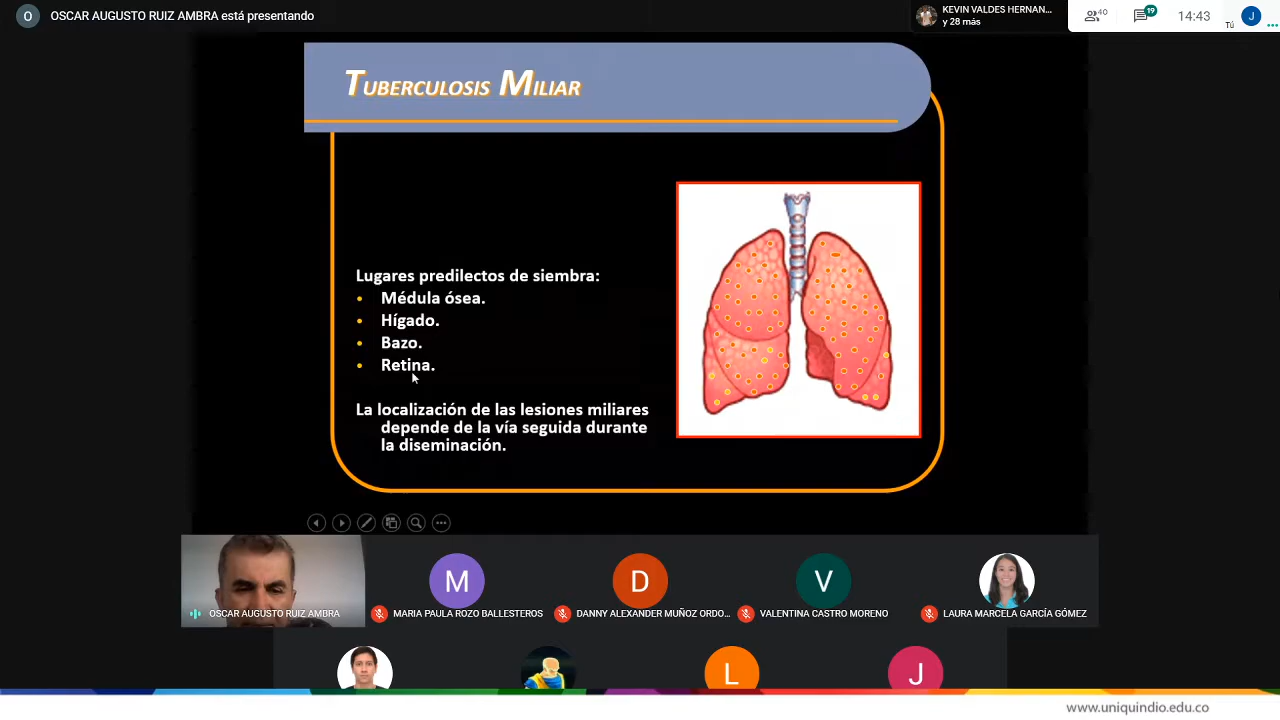 O
OSCAR AUGUSTO RUIZ AMBRA está presentando
KEVIN VALDES HERNAN...
y 28 más
40
19
14:43
Tú
J
TUBERCULOSIS MILIAR
Lugares predilectos de siembra:
• Médula ósea.
• Hígado.
• Bazo.
• Retina.
La localización de las lesiones miliares
depende de la vía seguida durante
la diseminación.
M
D
V
OSCAR AUGUSTO RUIZ AMBRA
MARIA PAULA ROZO BALLESTEROS
DANNY ALEXANDER MUÑOZ ORDO...
VALENTINA CASTRO MORENO
LAURA MARCELA GARCÍA GÓMEZ
L
J
www.uniquindio.edu.co